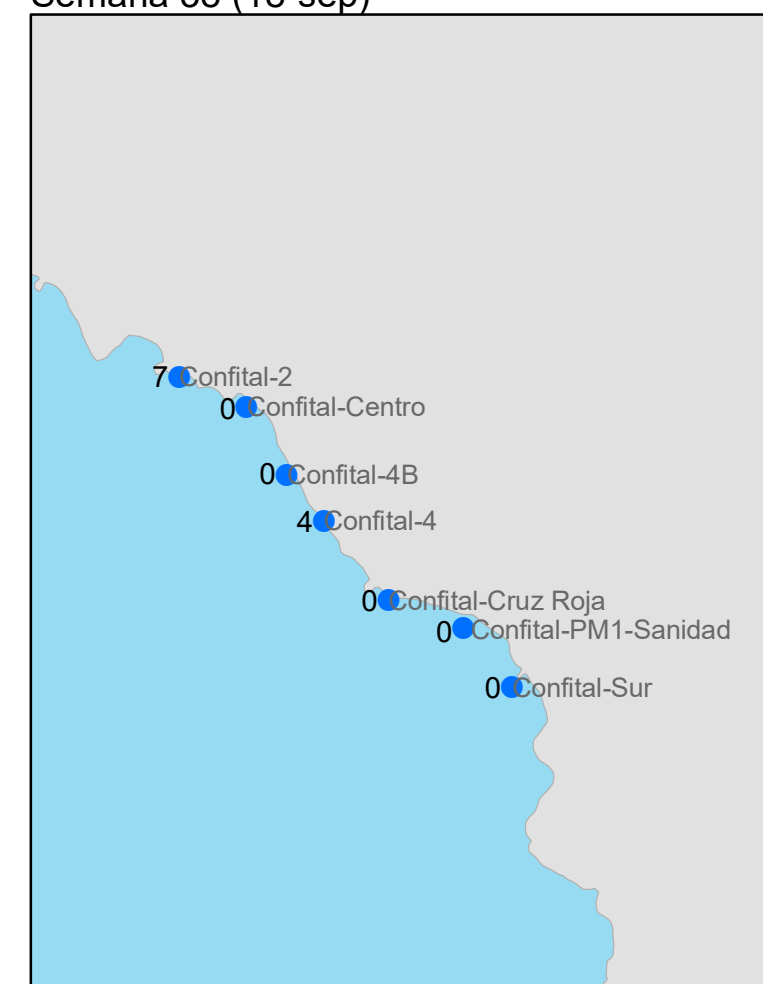 Semana
sep)
7 Confital-2
0 Confital-Centro
0 Confital-4B
4 Confital-4
0 Confital-Cruz Roja
0 Confital-PM1-Sanidad
0 Confital-Sur